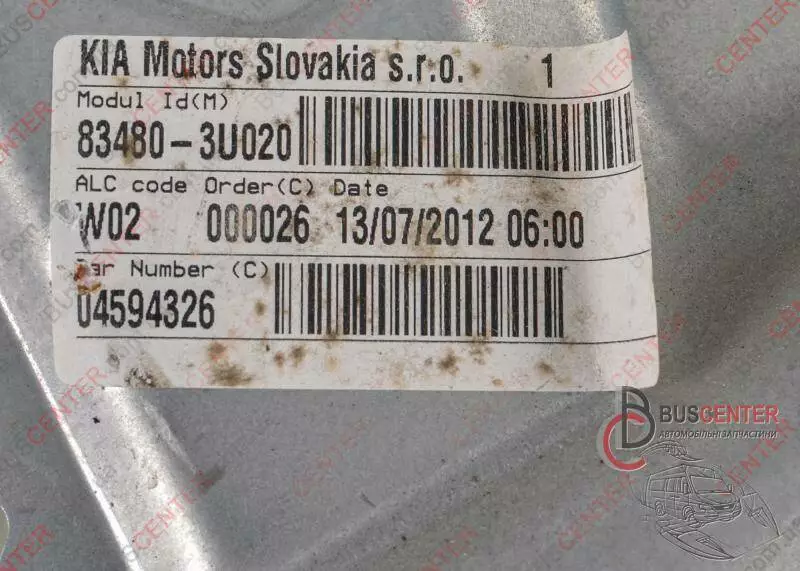 KIA Motors Slovakia s.r.o. 1
Modul Id(M)
83480-3U020
ALC code Order(C) Date
W02 000026 13/07/2012 06:00
Number (C)
04594326
BUSCENTER
АВТОМОБІЛЬНІ ЗАПЧАСТИНИ